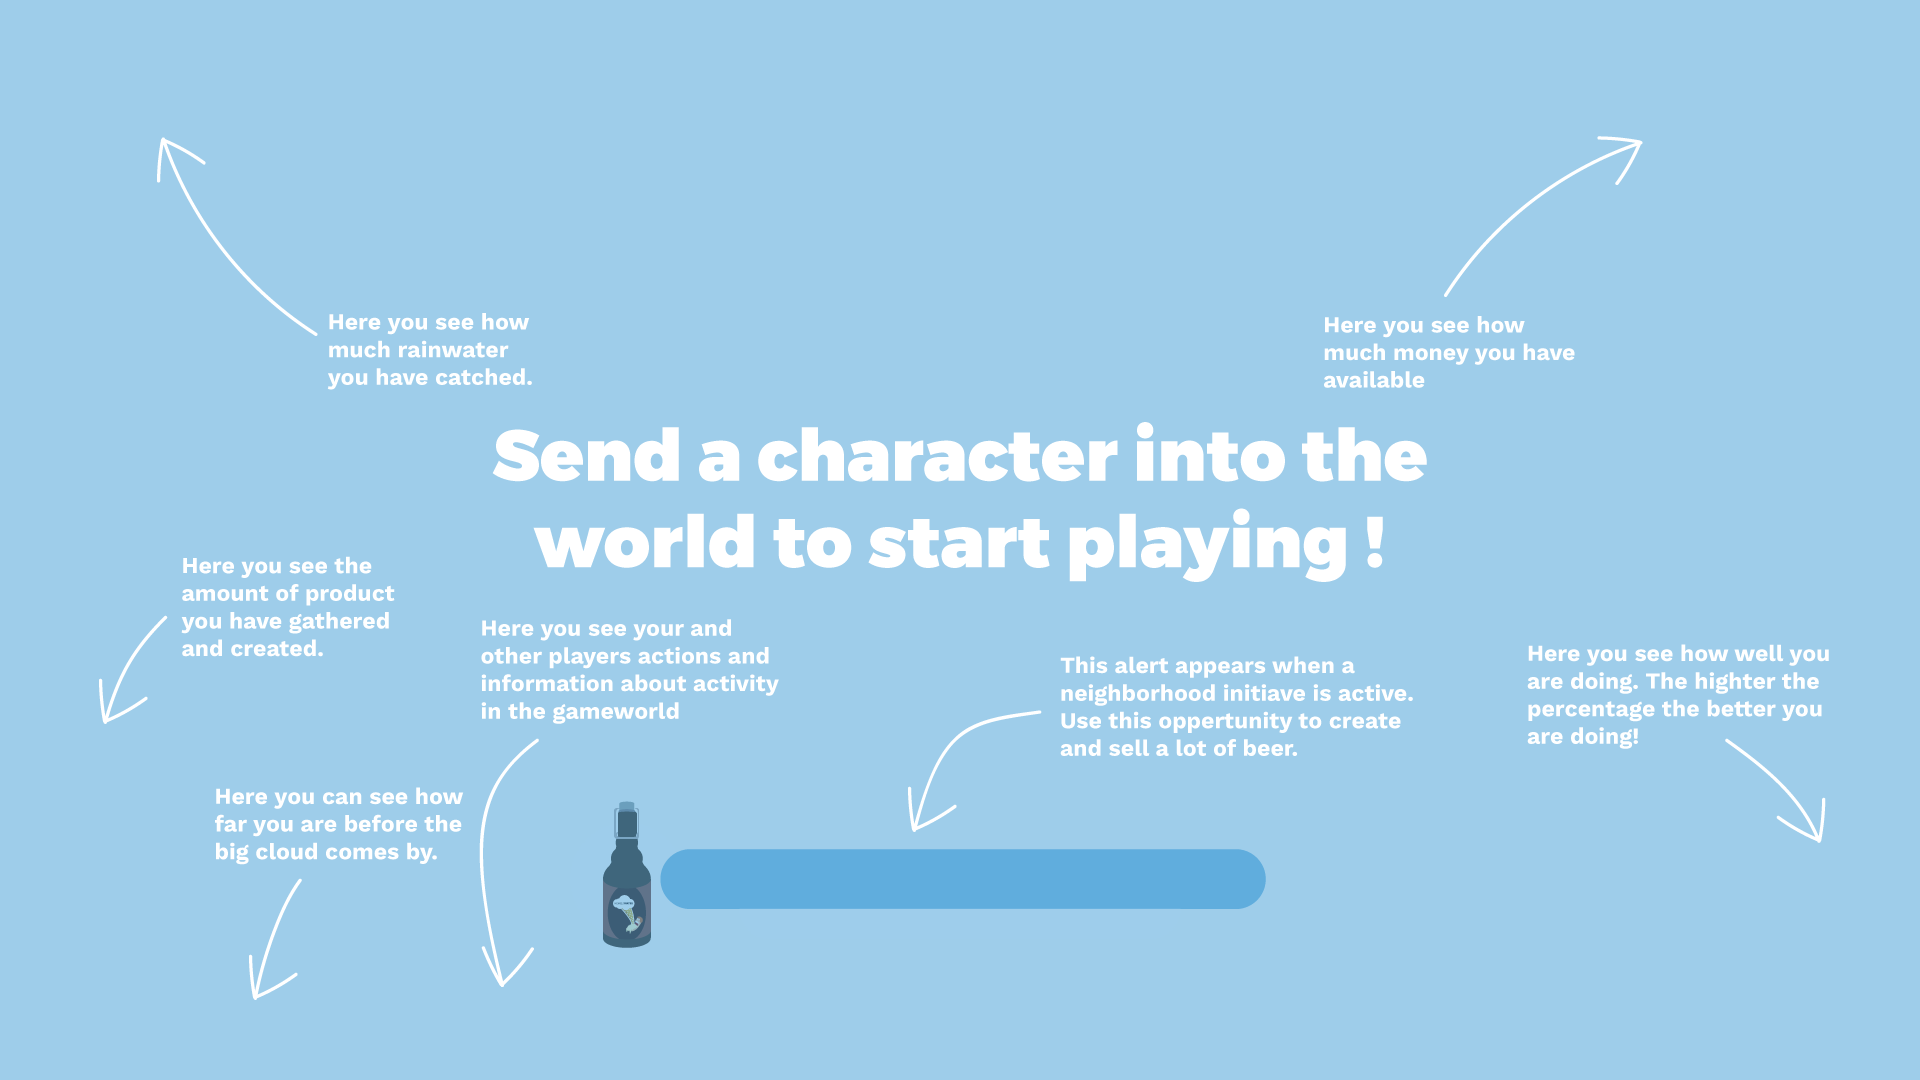 Here you see how
much rainwater
you have catched.
Here you see how
much money you have
available
Send a character into the
world to start playing !
Here you see the
amount of product
you have gathered
and created.
Here you see your and
other players actions and
information about activity
in the gameworld
This alert appears when a
neighborhood initiave is active.
Use this oppertunity to create
and sell a lot of beer.
Here you see how well you
are doing. The highter the
percentage the better you
are doing!
Here you can see how
far you are before the
big cloud comes by.